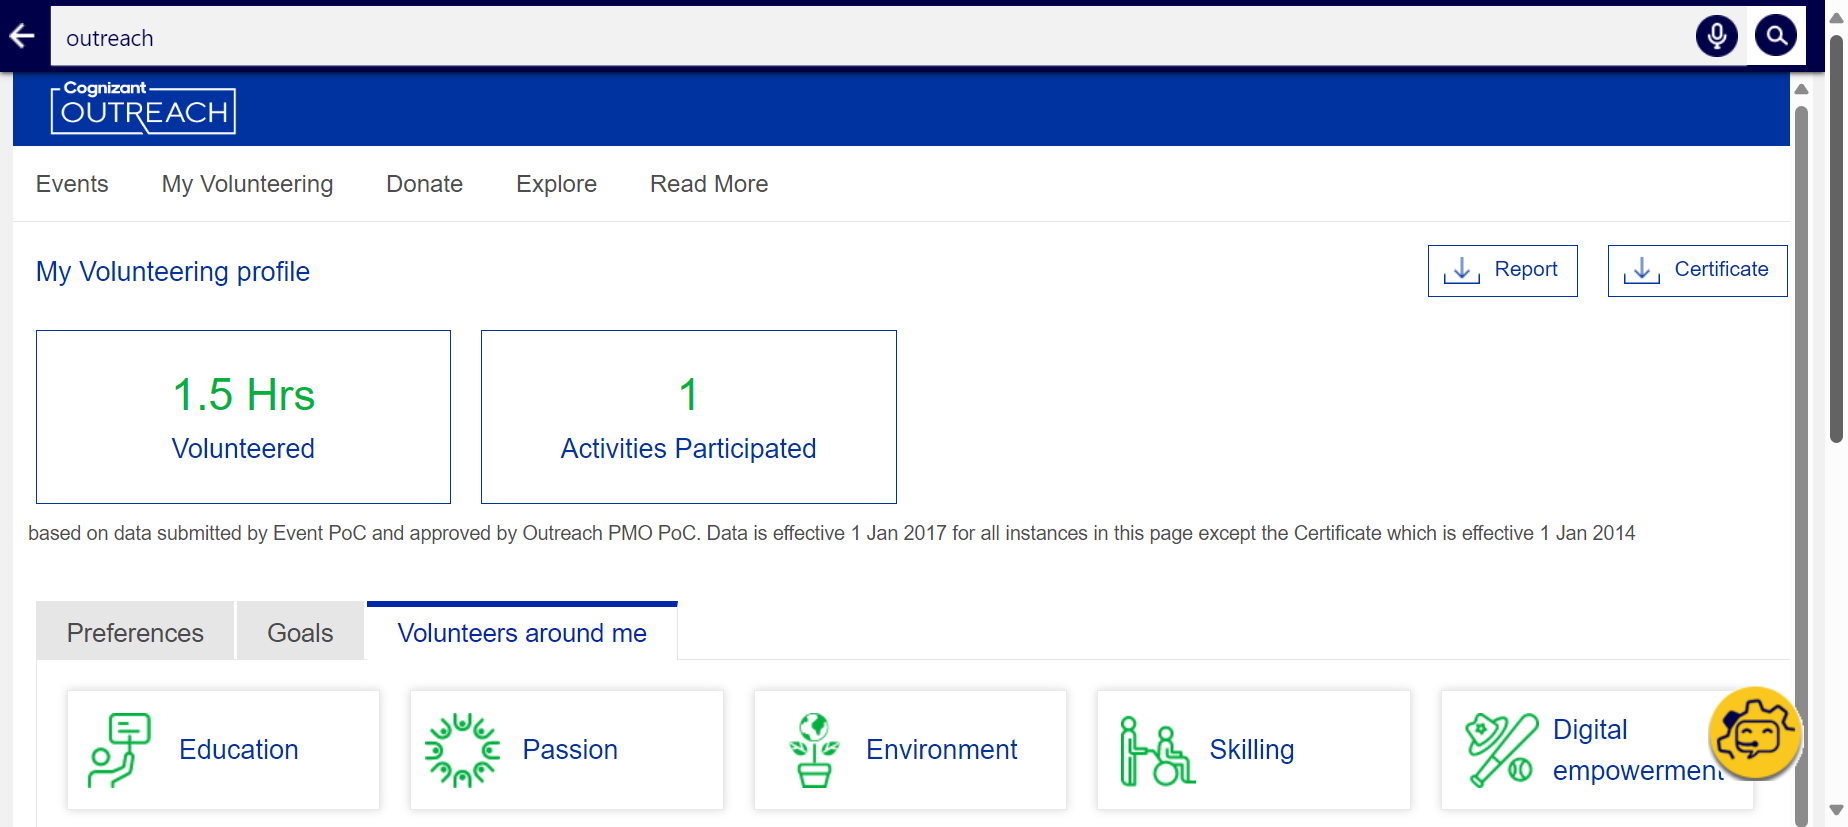 outreach
Cognizant
OUTREACH
Events My Volunteering Donate Explore Read More
My Volunteering profile
Report
Certificate
1.5 Hrs
Volunteered
1
Activities Participated
based on data submitted by Event PoC and approved by Outreach PMO PoC. Data is effective 1 Jan 2017 for all instances in this page except the Certificate which is effective 1 Jan 2014
Preferences Goals Volunteers around me
Education
Passion
Environment
Skilling
Digital
empowerment